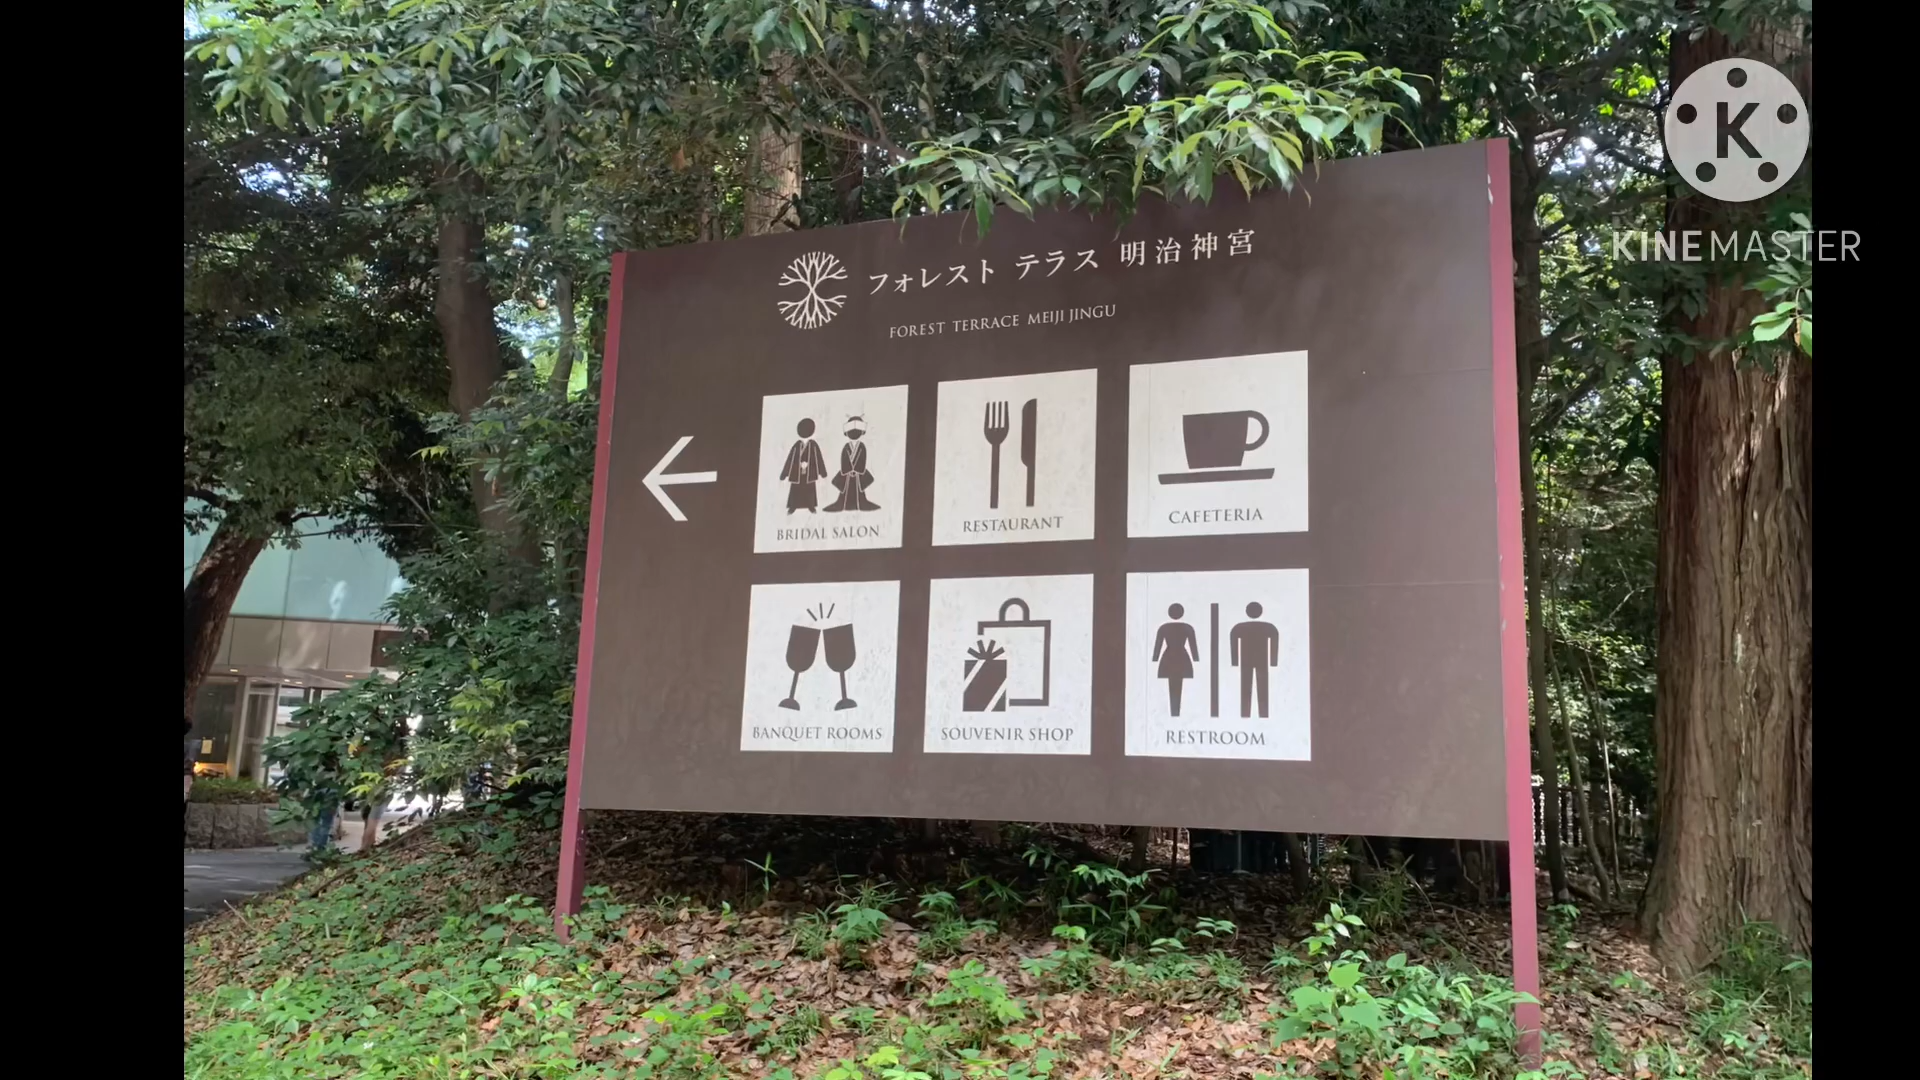 フォレスト テラス 明治神宮
FOREST TERRACE MEIJI JINGU
BRIDAL SALON
RESTAURANT
CAFETERIA
BANQUET ROOMS
SOUVENIR SHOP
RESTROOM
K
KINEMASTER